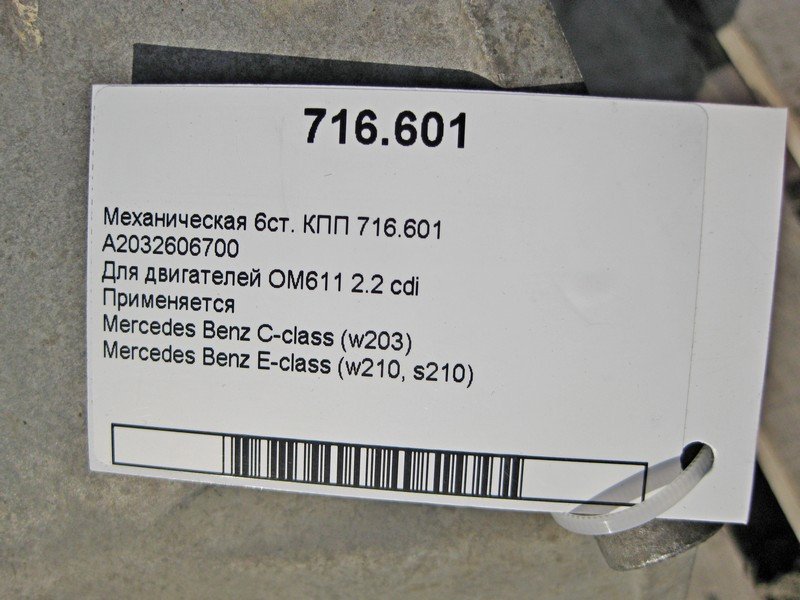 716.601
Механическая 6ст. КПП 716.601
A2032606700
Для двигателей OM611 2.2 cdi
Применяется
Mercedes Benz C-class (w203)
Mercedes Benz E-class (w210, s210)